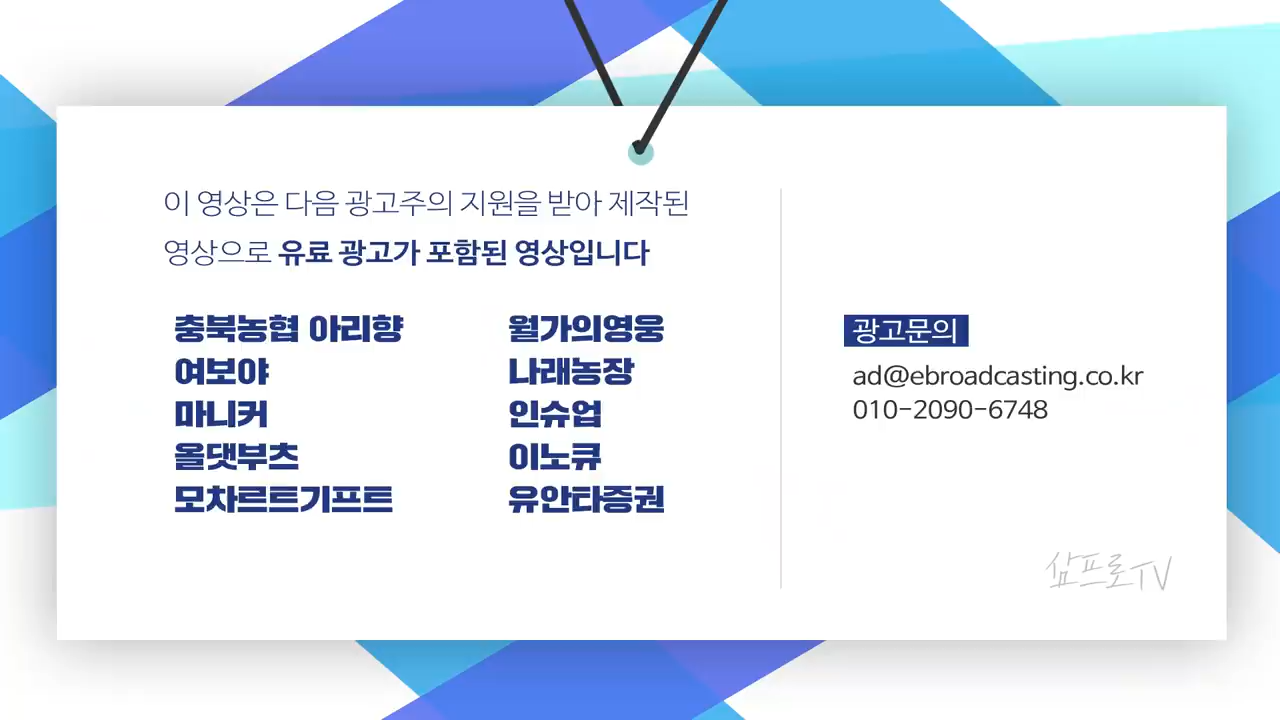 이 영상은 다음 광고주의 지원을 받아 제작된
영상으로 유료 광고가 포함된 영상입니다
충북농협 아리향
여보야
마니커
올댓부츠
모차르트기프트
월가의영웅
나래농장
인슈업
이노큐
유안타증권
광고문의
ad@ebroadcasting.co.kr
010-2090-6748
삼프로TV